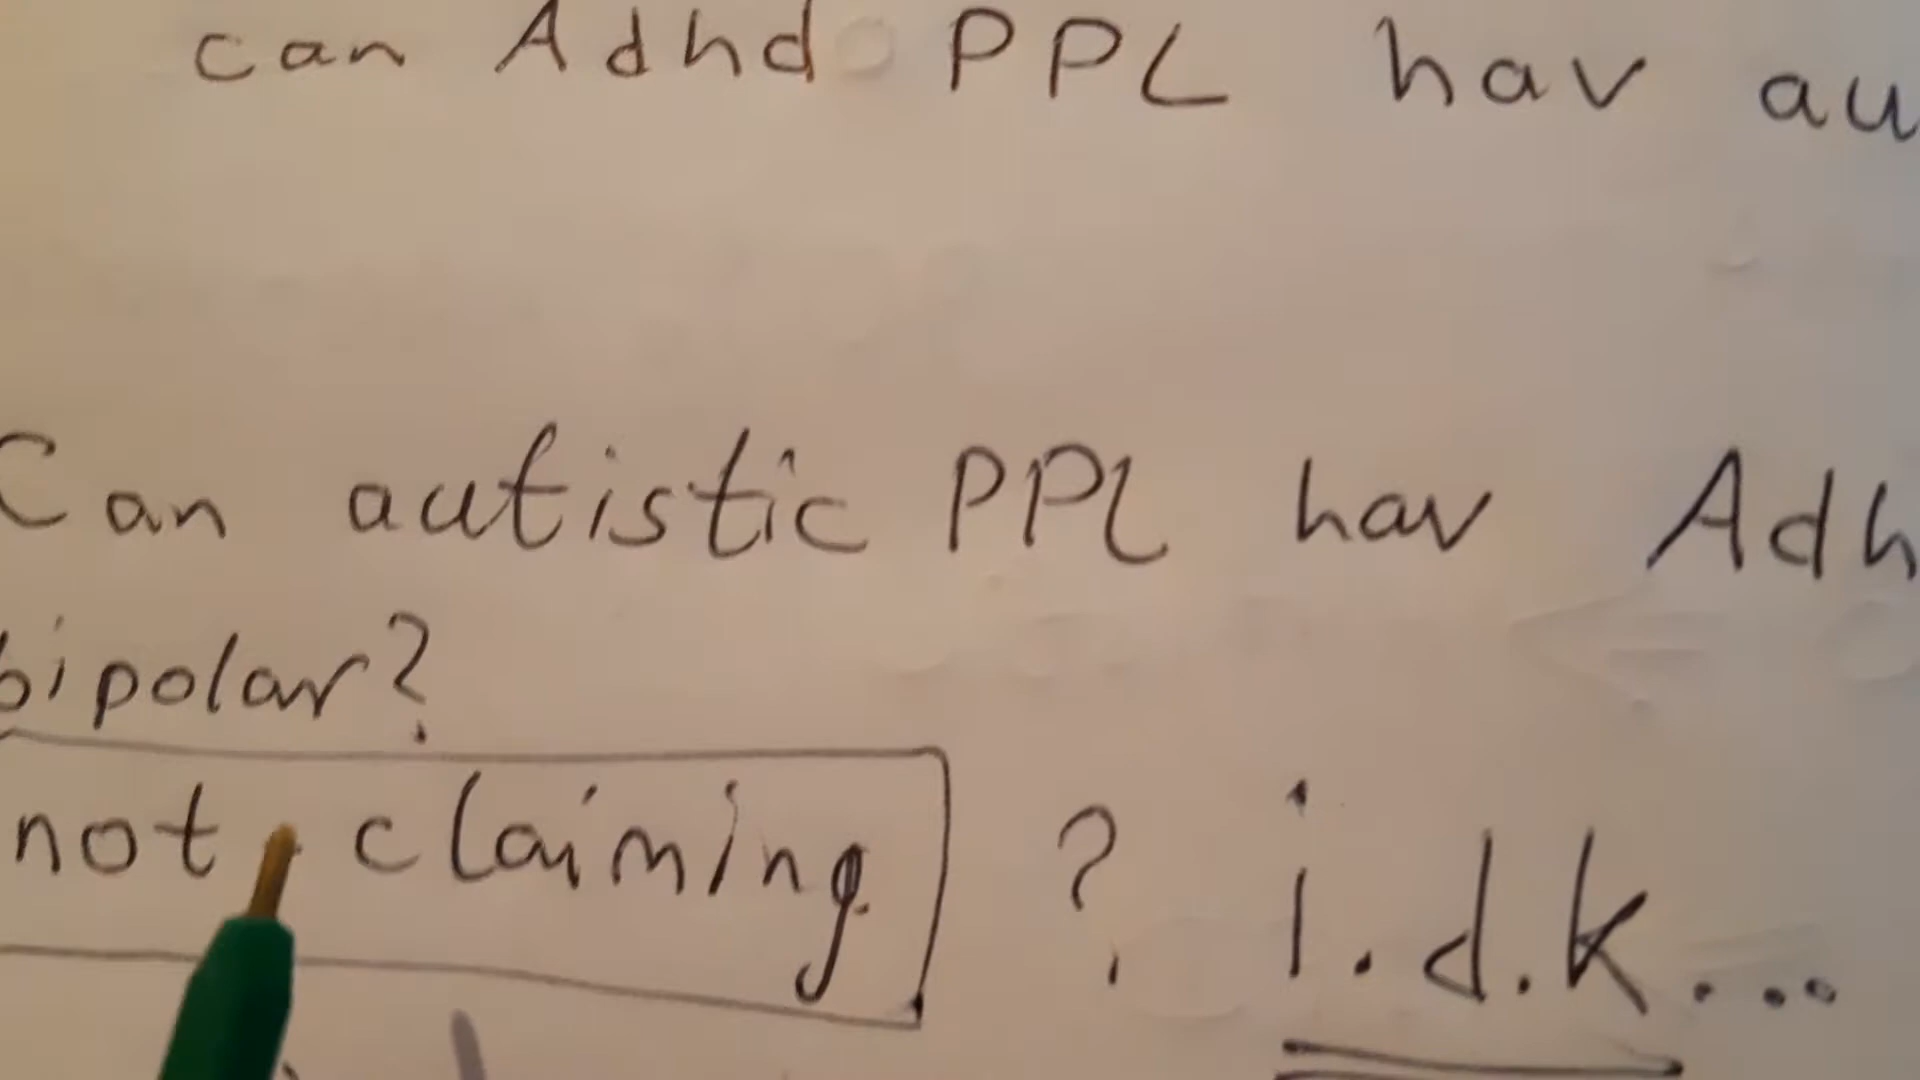 can Adhd PPL hav au
Can autistic PPL hav Adh
bipolar?
not claiming ? i.d.k...